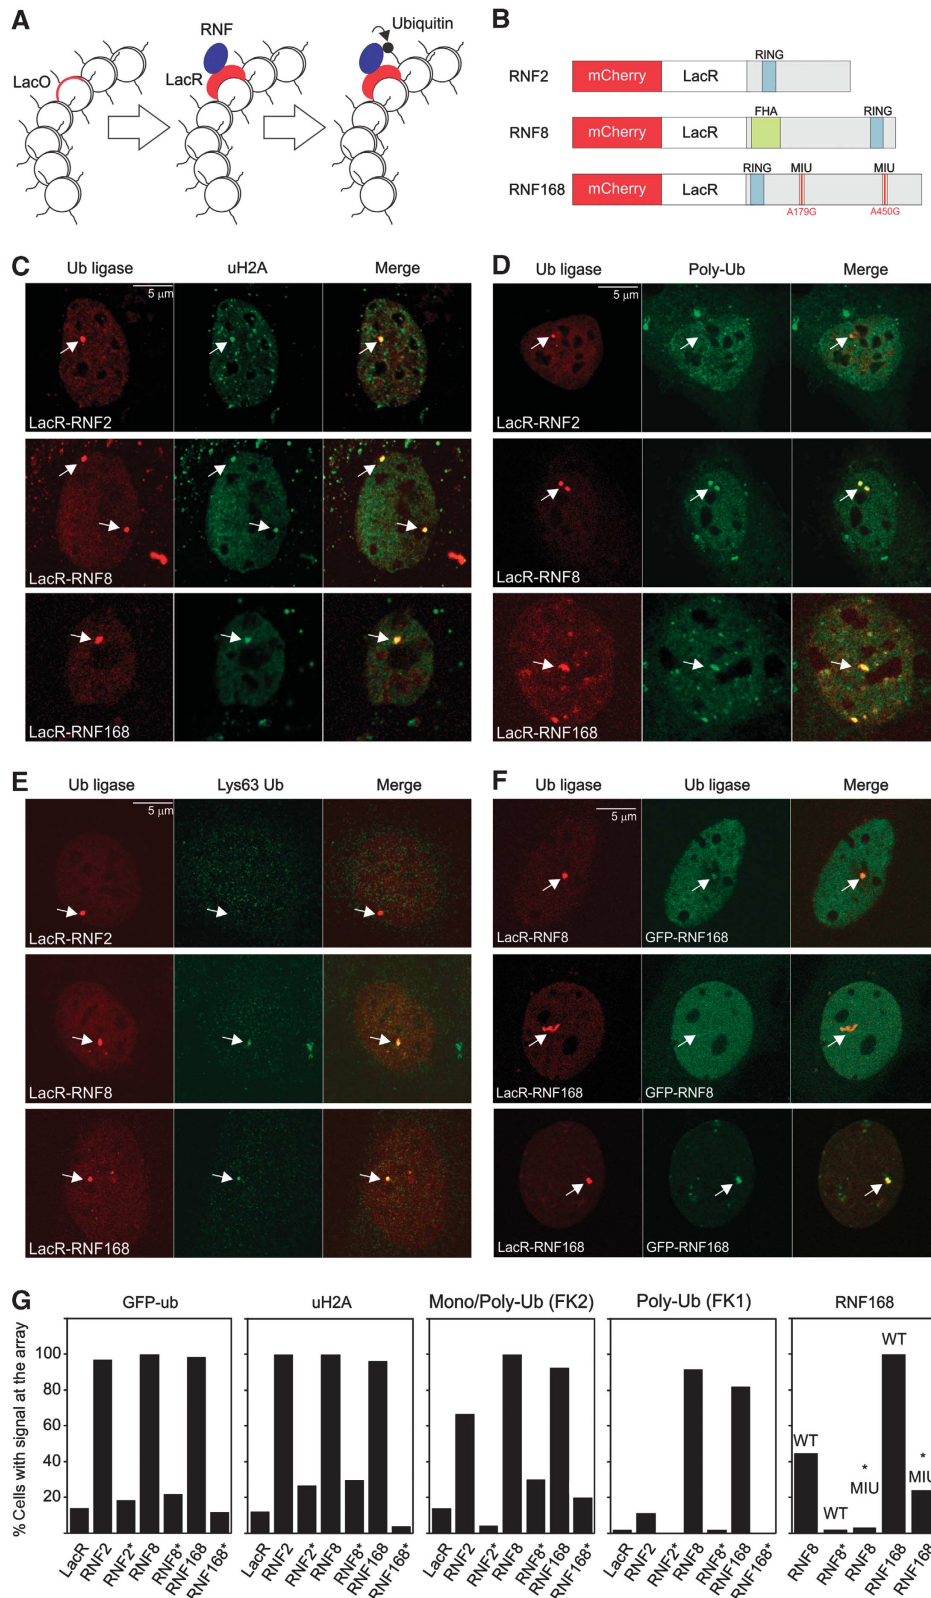 A
RNF
Ubiquitin
LacO
LacR
B
RING
RNF2
mCherry
LacR
FHA
RING
RNF8
mCherry
LacR
RING
MIU
MIU
RNF168
mCherry
LacR
A179G
A450G
C
Ub ligase
uH2A
Merge
5 μm
LacR-RNF2
LacR-RNF8
LacR-RNF168
D
Ub ligase
Poly-Ub
Merge
5 μm
LacR-RNF2
LacR-RNF8
LacR-RNF168
E
Ub ligase
Lys63 Ub
Merge
5 μm
LacR-RNF2
LacR-RNF8
LacR-RNF168
F
Ub ligase
Ub ligase
Merge
5 μm
LacR-RNF8
GFP-RNF168
LacR-RNF168
GFP-RNF8
LacR-RNF168
GFP-RNF168
G
GFP-ub
uH2A
Mono/Poly-Ub (FK2)
Poly-Ub (FK1)
RNF168
% Cells with signal at the array
100
80
60
40
20
WT
WT
*
MIU
WT
*
MIU
LacR
RNF2
RNF2*
RNF8
RNF8*
RNF168
RNF168*
LacR
RNF2
RNF2*
RNF8
RNF8*
RNF168
RNF168*
LacR
RNF2
RNF2*
RNF8
RNF8*
RNF168
RNF168*
LacR
RNF2
RNF2*
RNF8
RNF8*
RNF168
RNF168*
RNF8
RNF8*
RNF8
RNF168
RNF168